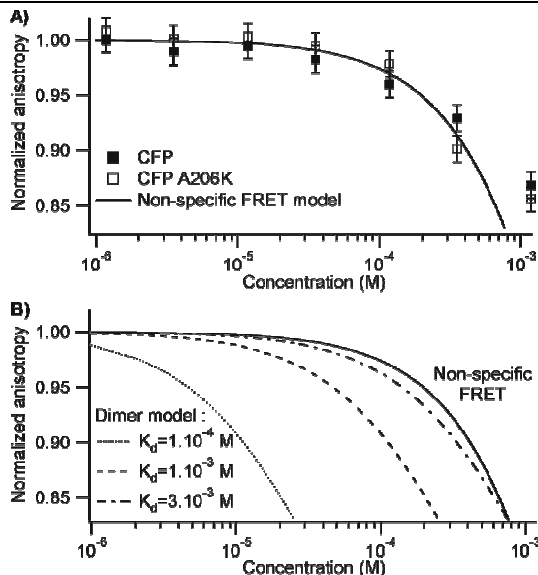 A)
Normalized anisotropy
1.00
0.95
0.90
0.85
CFP
CFP A206K
Non-specific FRET model
10⁻⁶
10⁻⁵
10⁻⁴
10⁻³
Concentration (M)
B)
Normalized anisotropy
1.00
0.95
0.90
0.85
Non-specific
FRET
Dimer model :
K_d=1.10⁻⁴ M
K_d=1.10⁻³ M
K_d=3.10⁻³ M
10⁻⁶
10⁻⁵
10⁻⁴
10⁻³
Concentration (M)